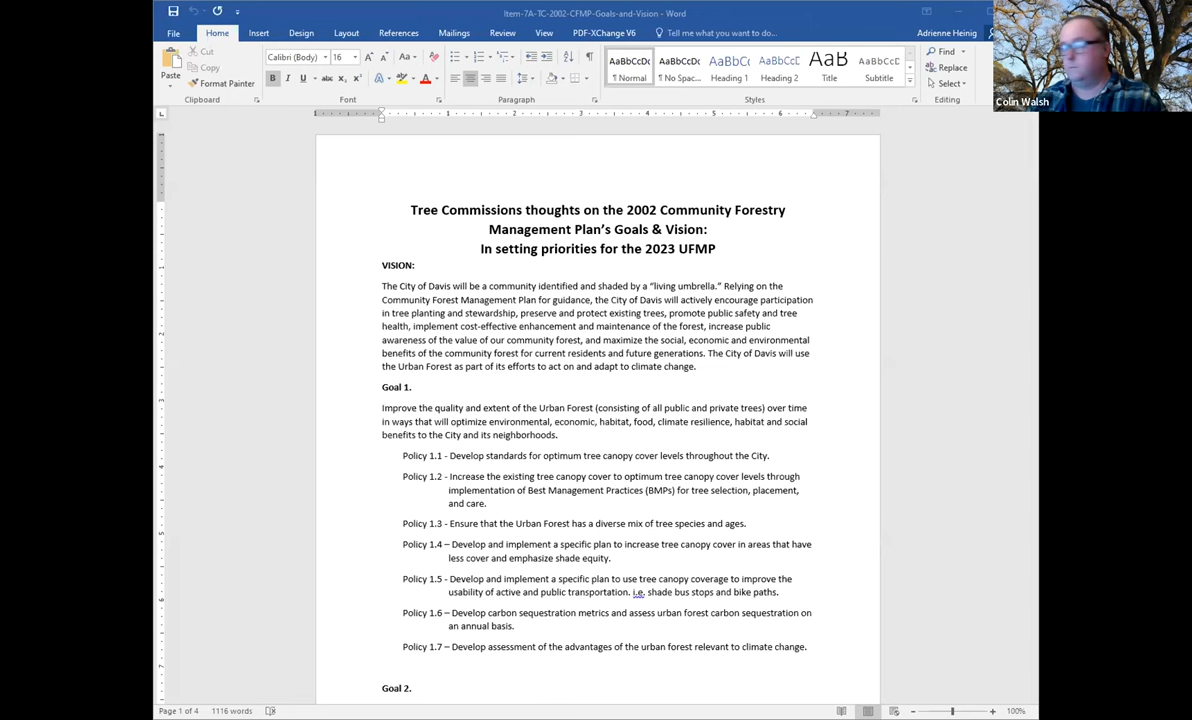 Item-7A-TC-2002-CFMP-Goals-and-Vision - Word
Adrienne Heinig
File Home Insert Design Layout References Mailings Review View PDF-XChange V6 Tell me what you want to do...
Paste
Cut
Copy
Format Painter
Clipboard
Calibri (Body) 16
Font
Paragraph
AaBbCcDc AaBbCcDc AaBbC AaBbCcC AaB AaBbCcD
¶ Normal ¶ No Spac... Heading 1 Heading 2 Title Subtitle
Styles
Find
Replace
Select
Editing
Colin Walsh
Tree Commissions thoughts on the 2002 Community Forestry
Management Plan's Goals & Vision:
In setting priorities for the 2023 UFMP
VISION:
The City of Davis will be a community identified and shaded by a “living umbrella.” Relying on the
Community Forest Management Plan for guidance, the City of Davis will actively encourage participation
in tree planting and stewardship, preserve and protect existing trees, promote public safety and tree
health, implement cost-effective enhancement and maintenance of the forest, increase public
awareness of the value of our community forest, and maximize the social, economic and environmental
benefits of the community forest for current residents and future generations. The City of Davis will use
the Urban Forest as part of its efforts to act on and adapt to climate change.
Goal 1.
Improve the quality and extent of the Urban Forest (consisting of all public and private trees) over time
in ways that will optimize environmental, economic, habitat, food, climate resilience, habitat and social
benefits to the City and its neighborhoods.
Policy 1.1 - Develop standards for optimum tree canopy cover levels throughout the City.
Policy 1.2 - Increase the existing tree canopy cover to optimum tree canopy cover levels through
implementation of Best Management Practices (BMPs) for tree selection, placement,
and care.
Policy 1.3 - Ensure that the Urban Forest has a diverse mix of tree species and ages.
Policy 1.4 – Develop and implement a specific plan to increase tree canopy cover in areas that have
less cover and emphasize shade equity.
Policy 1.5 - Develop and implement a specific plan to use tree canopy coverage to improve the
usability of active and public transportation. i.e. shade bus stops and bike paths.
Policy 1.6 – Develop carbon sequestration metrics and assess urban forest carbon sequestration on
an annual basis.
Policy 1.7 – Develop assessment of the advantages of the urban forest relevant to climate change.
Goal 2.
Page 1 of 4 1116 words
100%